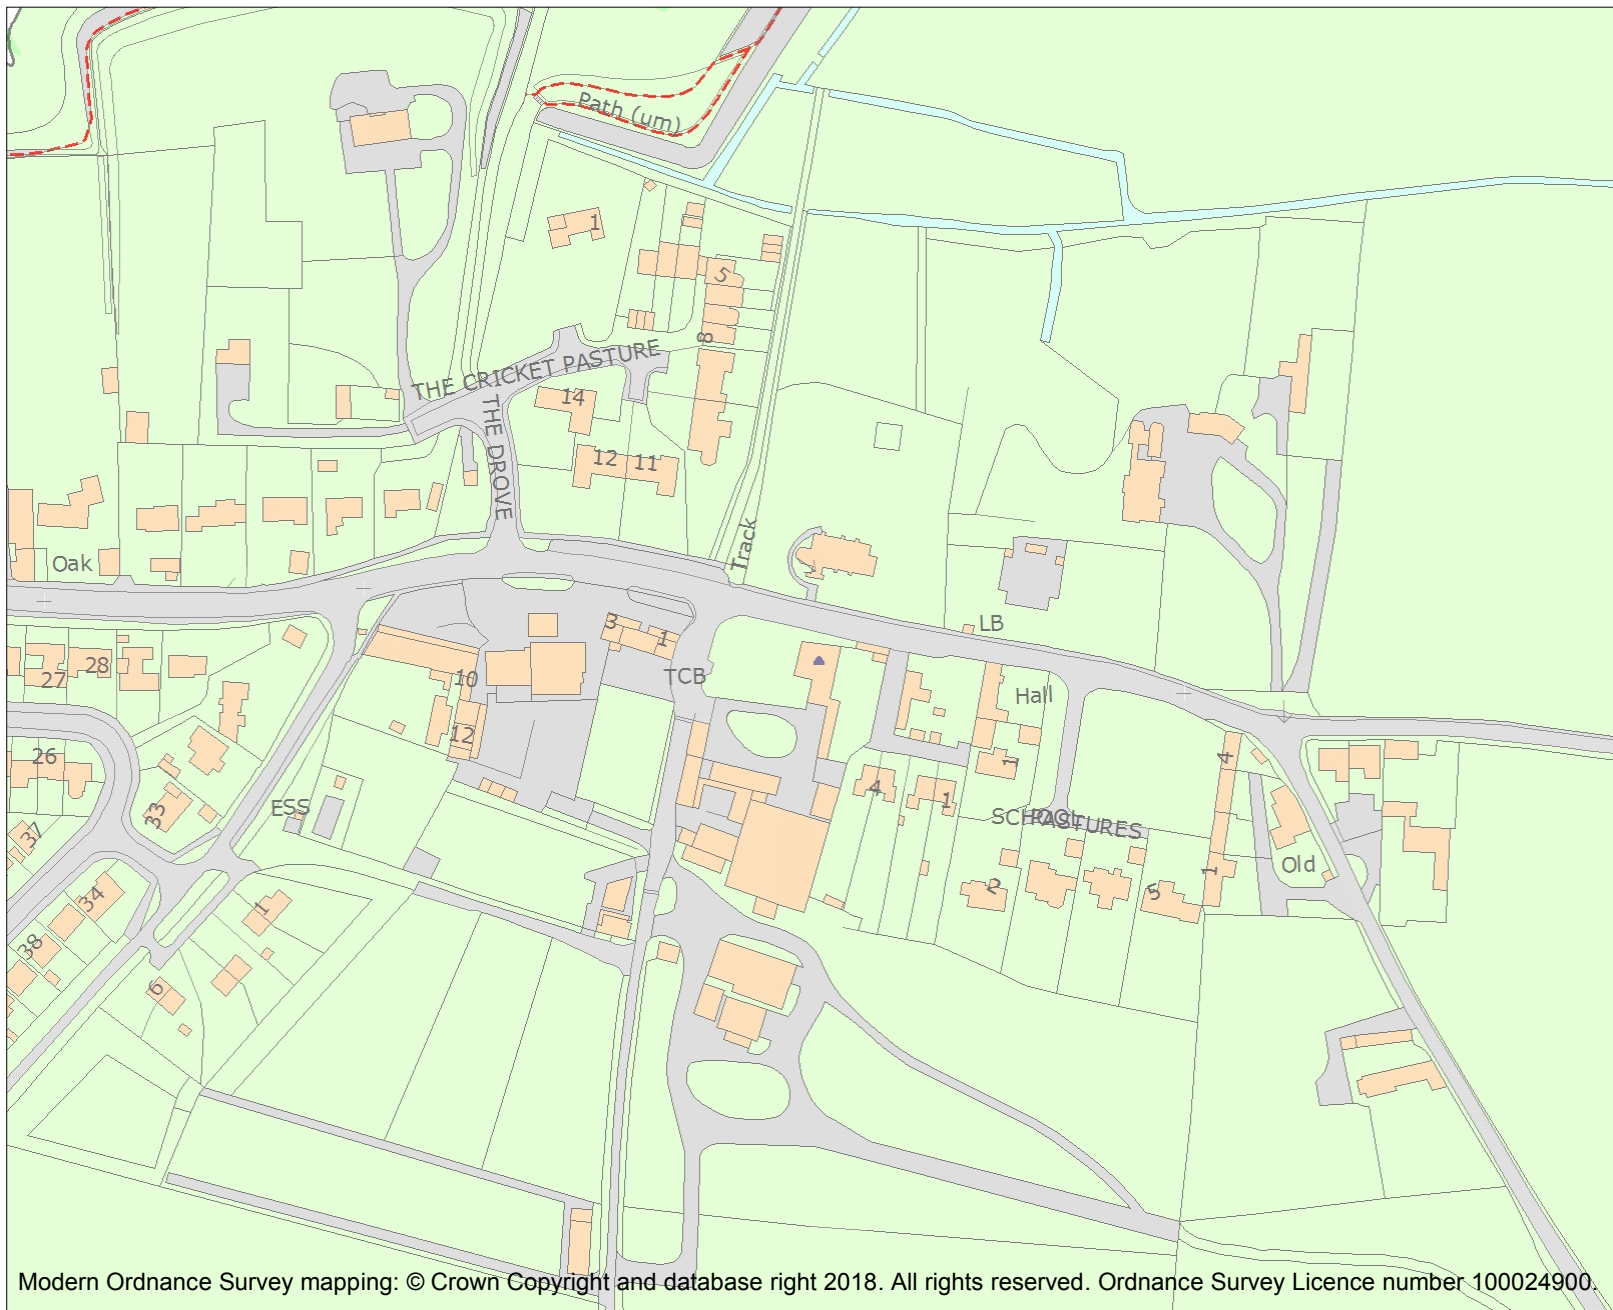 Path (um)
1
5
8
THE CRICKET PASTURE
14
THE DROVE
12
11
Track
Oak
3
1
LB
TCB
28
27
10
Hall
12
26
1
4
4
1
ESS
33
SCHOOL PASTURES
37
Old
1
2
5
34
1
38
6
Modern Ordnance Survey mapping: © Crown Copyright and database right 2018. All rights reserved. Ordnance Survey Licence number 100024900.